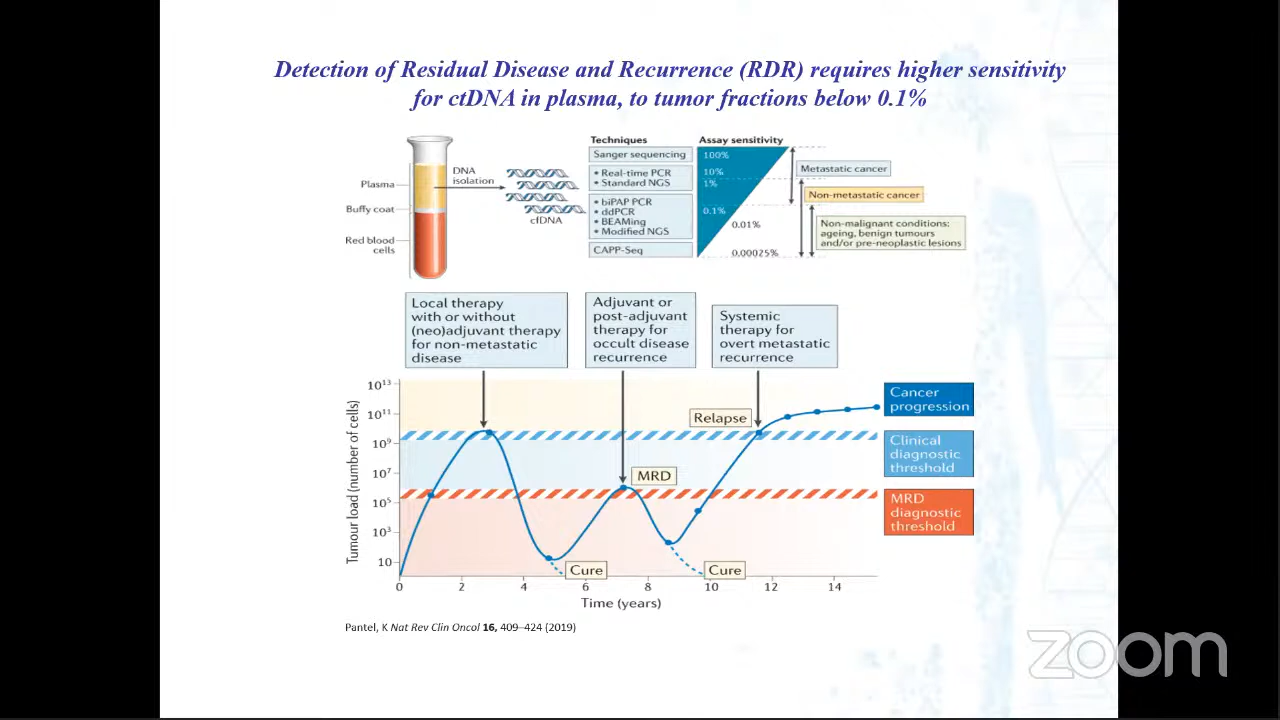 Detection of Residual Disease and Recurrence (RDR) requires higher sensitivity
for ctDNA in plasma, to tumor fractions below 0.1%
Plasma
Buffy coat
Red blood
cells
DNA
isolation
cfDNA
Techniques
Sanger sequencing
• Real-time PCR
• Standard NGS
• biPAP PCR
• ddPCR
• BEAMing
• Modified NGS
CAPP-Seq
Assay sensitivity
100%
10%
1%
0.1%
0.01%
0.00025%
Metastatic cancer
Non-metastatic cancer
Non-malignant conditions:
ageing, benign tumours
and/or pre-neoplastic lesions
Local therapy
with or without
(neo)adjuvant therapy
for non-metastatic
disease
Adjuvant or
post-adjuvant
therapy for
occult disease
recurrence
Systemic
therapy for
overt metastatic
recurrence
Tumour load (number of cells)
10¹³
10¹¹
10⁹
10⁷
10⁵
10³
10
Relapse
MRD
Cure
Cure
Cancer
progression
Clinical
diagnostic
threshold
MRD
diagnostic
threshold
0
2
4
6
8
10
12
14
Time (years)
Pantel, K Nat Rev Clin Oncol 16, 409–424 (2019)
zoom